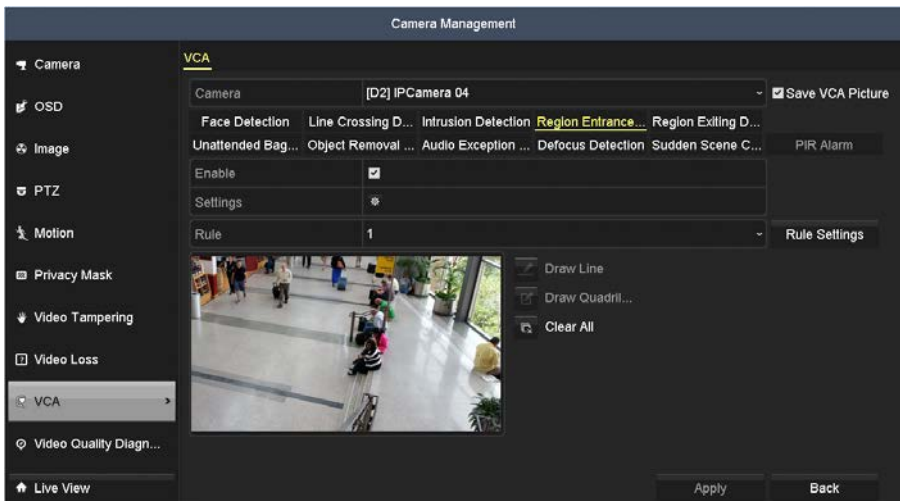 Camera Management
Camera
OSD
Image
PTZ
Motion
Privacy Mask
Video Tampering
Video Loss
VCA
Video Quality Diagn...
Live View
VCA
Camera [D2] IPCamera 04 Save VCA Picture
Face Detection Line Crossing D... Intrusion Detection Region Entrance... Region Exiting D...
Unattended Bag... Object Removal ... Audio Exception ... Defocus Detection Sudden Scene C... PIR Alarm
Enable
Settings
Rule 1 Rule Settings
Draw Line
Draw Quadril...
Clear All
Apply Back